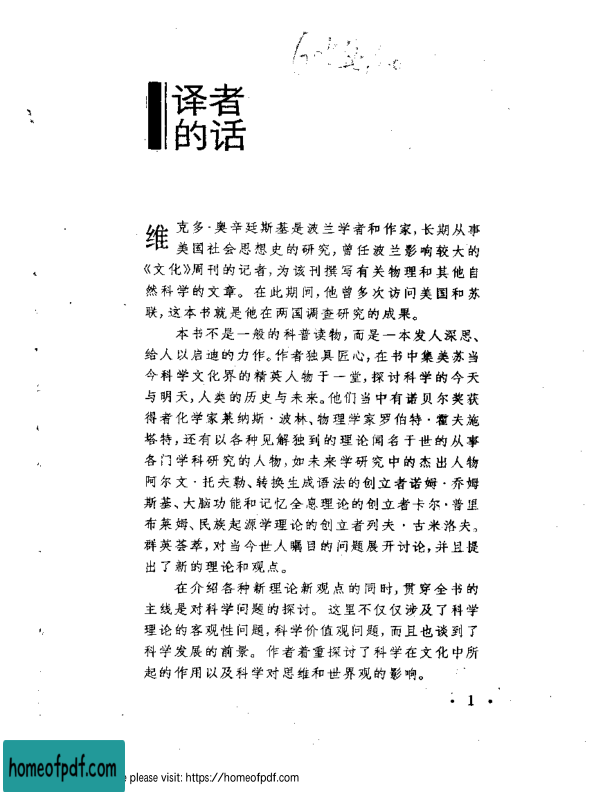 译者
的话
维克多·奥辛廷斯基是波兰学者和作家，长期从事
美国社会思想史的研究，曾任波兰影响较大的
《文化》周刊的记者，为该刊撰写有关物理和其他自
然科学的文章。在此期间，他曾多次访问美国和苏
联，这本书就是他在两国调查研究的成果。
本书不是一般的科普读物，而是一本发人深思、
给人以启迪的力作。作者独具匠心，在书中集美苏当
今科学文化界的精英人物于一堂，探讨科学的今天
与明天，人类的历史与未来。他们当中有诺贝尔奖获
得者化学家莱纳斯·波林、物理学家罗伯特·霍夫施
塔特，还有以各种见解独到的理论闻名于世的从事
各门学科研究的人物，如未来学研究中的杰出人物
阿尔文·托夫勒、转换生成语法的创立者诺姆·乔姆
斯基、大脑功能和记忆全息理论的创立者卡尔·普里
布莱姆、民族起源学理论的创立者列夫·古米洛夫。
群英荟萃，对当今世人瞩目的问题展开讨论，并且提
出了新的理论和观点。
在介绍各种新理论新观点的同时，贯穿全书的
主线是对科学问题的探讨。这里不仅仅涉及了科学
理论的客观性问题，科学价值观问题，而且也谈到了
科学发展的前景。作者着重探讨了科学在文化中所
起的作用以及科学对思维和世界观的影响。
· 1 ·
homeofpdf.com
e please visit: https://homeofpdf.com